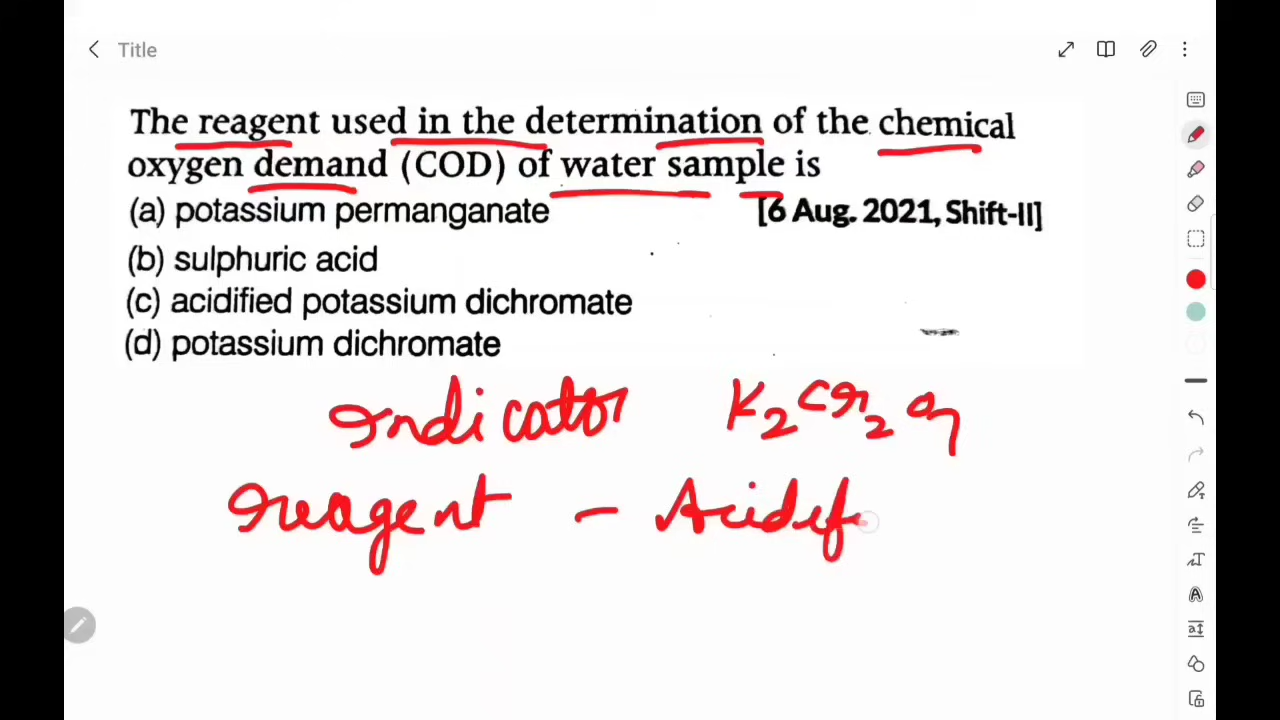 Title
The reagent used in the determination of the chemical
oxygen demand (COD) of water sample is
(a) potassium permanganate [6 Aug. 2021, Shift-II]
(b) sulphuric acid
(c) acidified potassium dichromate
(d) potassium dichromate
Indicator K2Cr2O7
reagent - Acidif